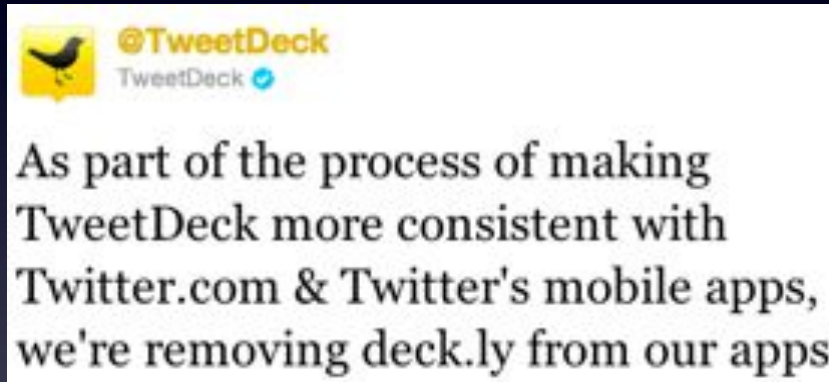 @TweetDeck
TweetDeck
As part of the process of making
TweetDeck more consistent with
Twitter.com & Twitter's mobile apps,
we're removing deck.ly from our apps